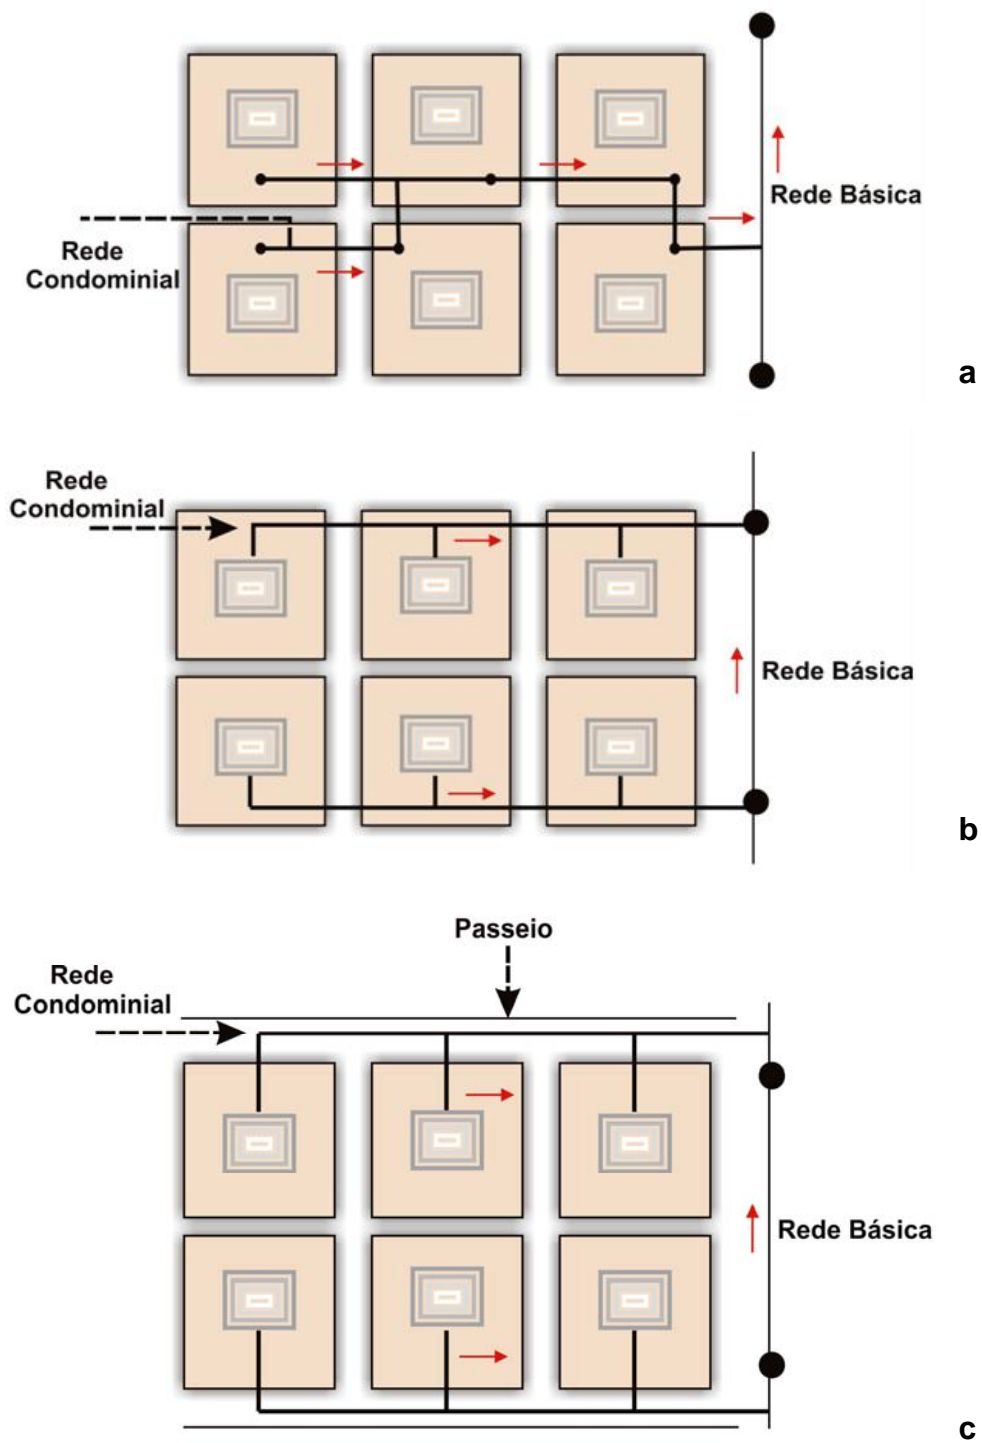 Rede Básica
Rede
Condominial
a
Rede
Condominial
Rede Básica
b
Passeio
Rede
Condominial
Rede Básica
c